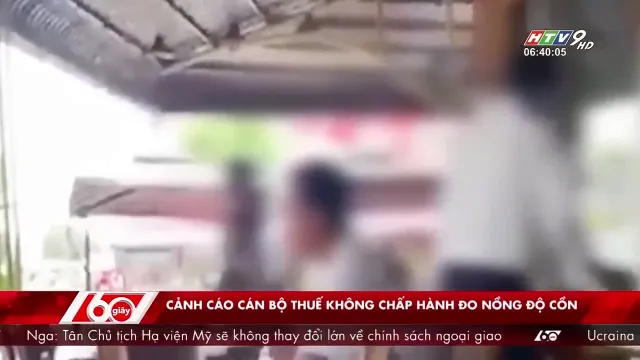 HTV9 HD
06:40:05
60 giây
CẢNH CÁO CÁN BỘ THUẾ KHÔNG CHẤP HÀNH ĐO NỒNG ĐỘ CỒN
Nga: Tân Chủ tịch Hạ viện Mỹ sẽ không thay đổi lớn về chính sách ngoại giao
60
Ucraina